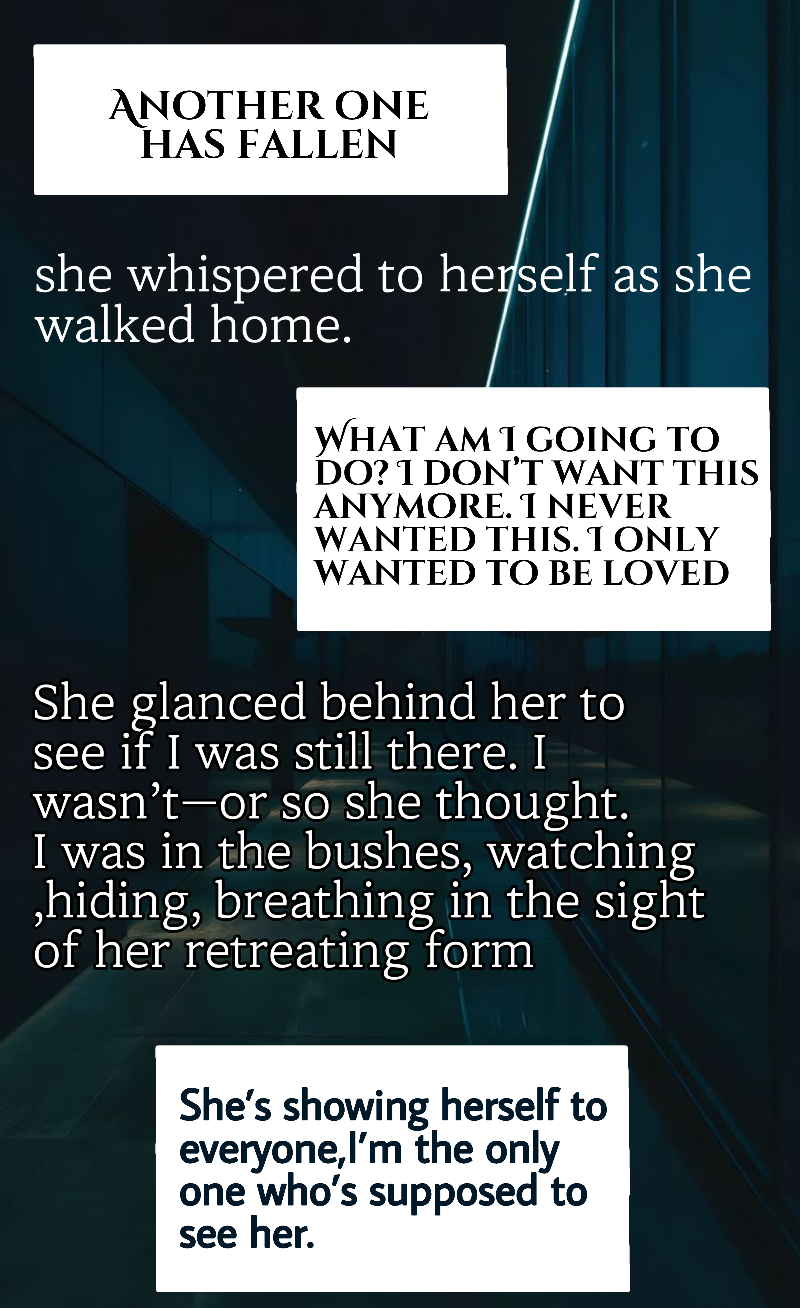 ANOTHER ONE
HAS FALLEN
she whispered to herself as she
walked home.
WHAT AM I GOING TO
DO? I DON'T WANT THIS
ANYMORE. I NEVER
WANTED THIS. I ONLY
WANTED TO BE LOVED
She glanced behind her to
see if I was still there. I
wasn't—or so she thought.
I was in the bushes, watching
,hiding, breathing in the sight
of her retreating form
She's showing herself to
everyone,I'm the only
one who's supposed to
see her.